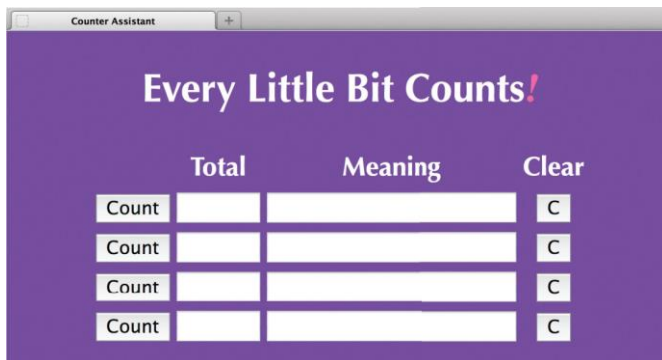 Counter Assistant +
Every Little Bit Counts!
Total Meaning Clear
Count C
Count C
Count C
Count C